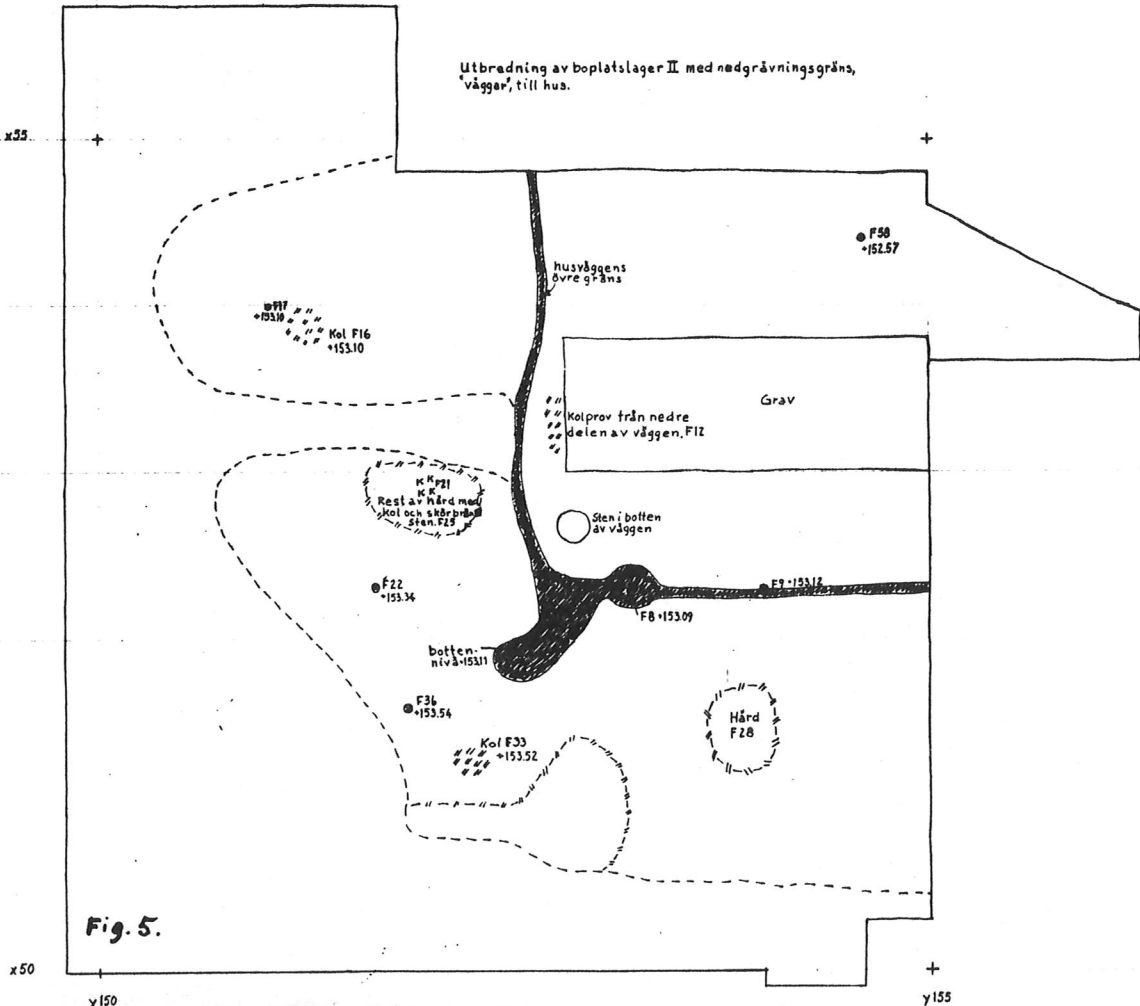 Utbredning av boplatslager II med nedgrävningsgräns,
"väggar", till hus.
x55
F58
+152.57
husväggens
övre gräns
F17
+153.10
Kol F16
+153.10
Grav
Kolprov från nedre
delen av väggen, F12
K K F21
K K
Rest av härd med
Kol och skörbränd
sten. F25
Sten i botten
av väggen
F22
+153.34
F9 +153.12
F8 +153.09
botten-
nivå +153.11
F36
+153.54
Härd
F28
Kol F33
+153.52
Fig. 5.
x50
y150
y155